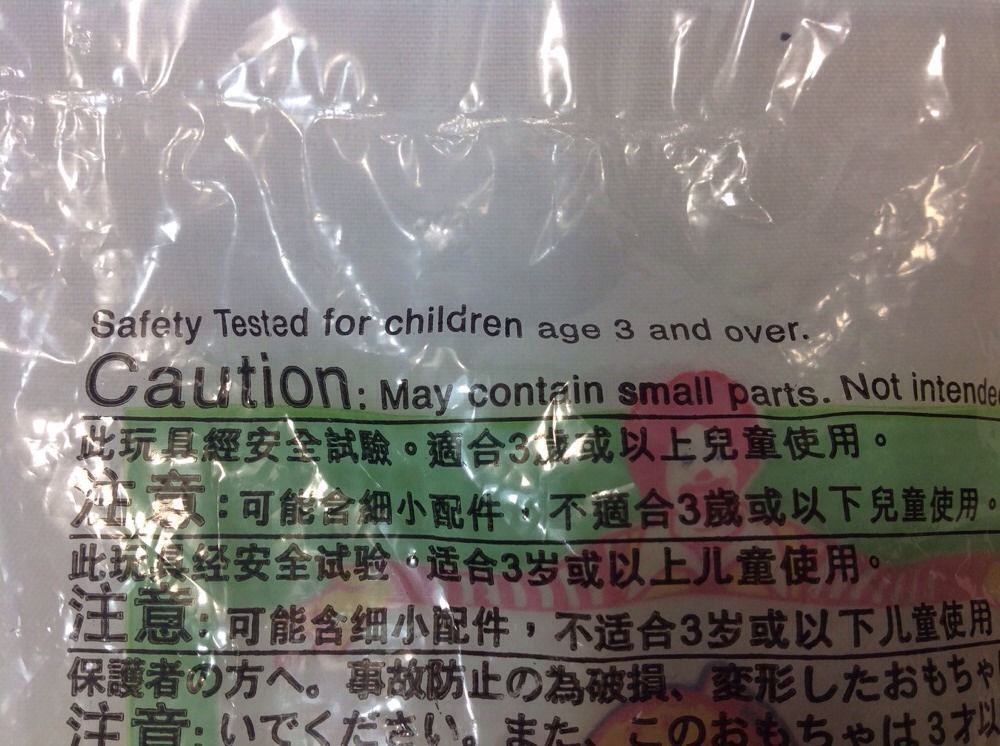 Safety Tested for children age 3 and over.
Caution: May contain small parts. Not intende
此玩具經安全試驗。適合3歲或以上兒童使用。
注意:可能含細小配件，不適合3歲或以下兒童使用。
此玩具经安全试验。适合3岁或以上儿童使用。
注意:可能含细小配件，不适合3岁或以下儿童使用
保護者の方へ。事故防止の為破損、変形したおもちゃ
注意:いでください。また、このおもちゃは3才以